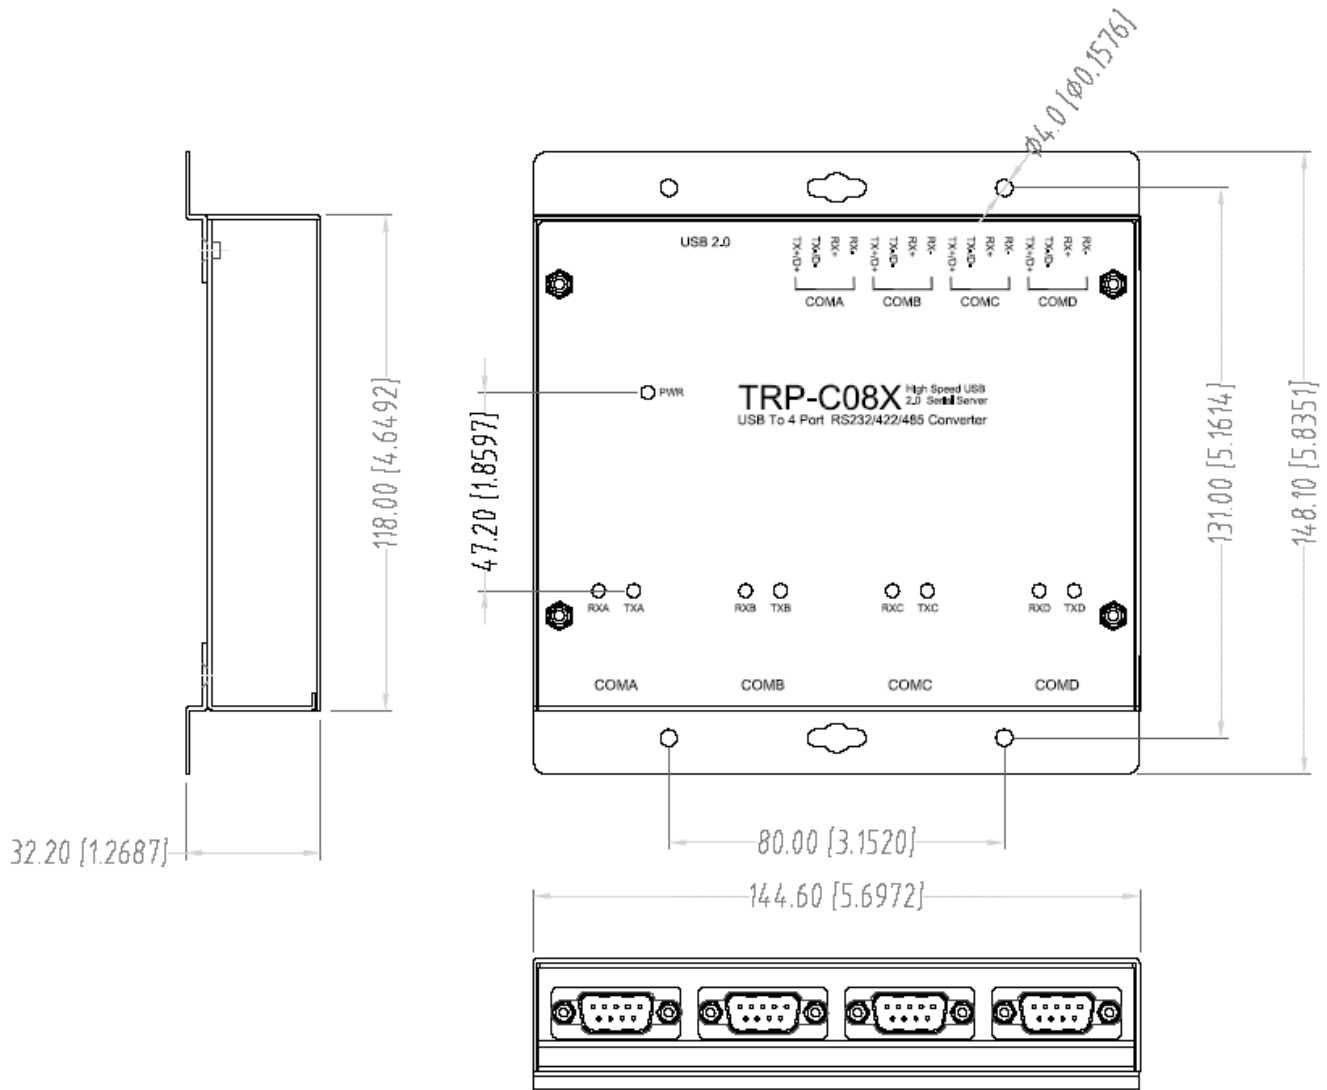 Φ4.0 [Φ0.1576]
USB 2.0
TX+/D+ TX-/D- RX+ RX- TX+/D+ TX-/D- RX+ RX- TX+/D+ TX-/D- RX+ RX- TX+/D+ TX-/D- RX+ RX-
COMA COMB COMC COMD
118.00 [4.6492]
47.20 [1.8597]
PWR
TRP-C08X High Speed USB
2.0 Serial Server
USB To 4 Port RS232/422/485 Converter
131.00 [5.1614]
148.10 [5.8351]
RXA TXA RXB TXB RXC TXC RXD TXD
COMA COMB COMC COMD
32.20 [1.2687]
80.00 [3.1520]
144.60 [5.6972]